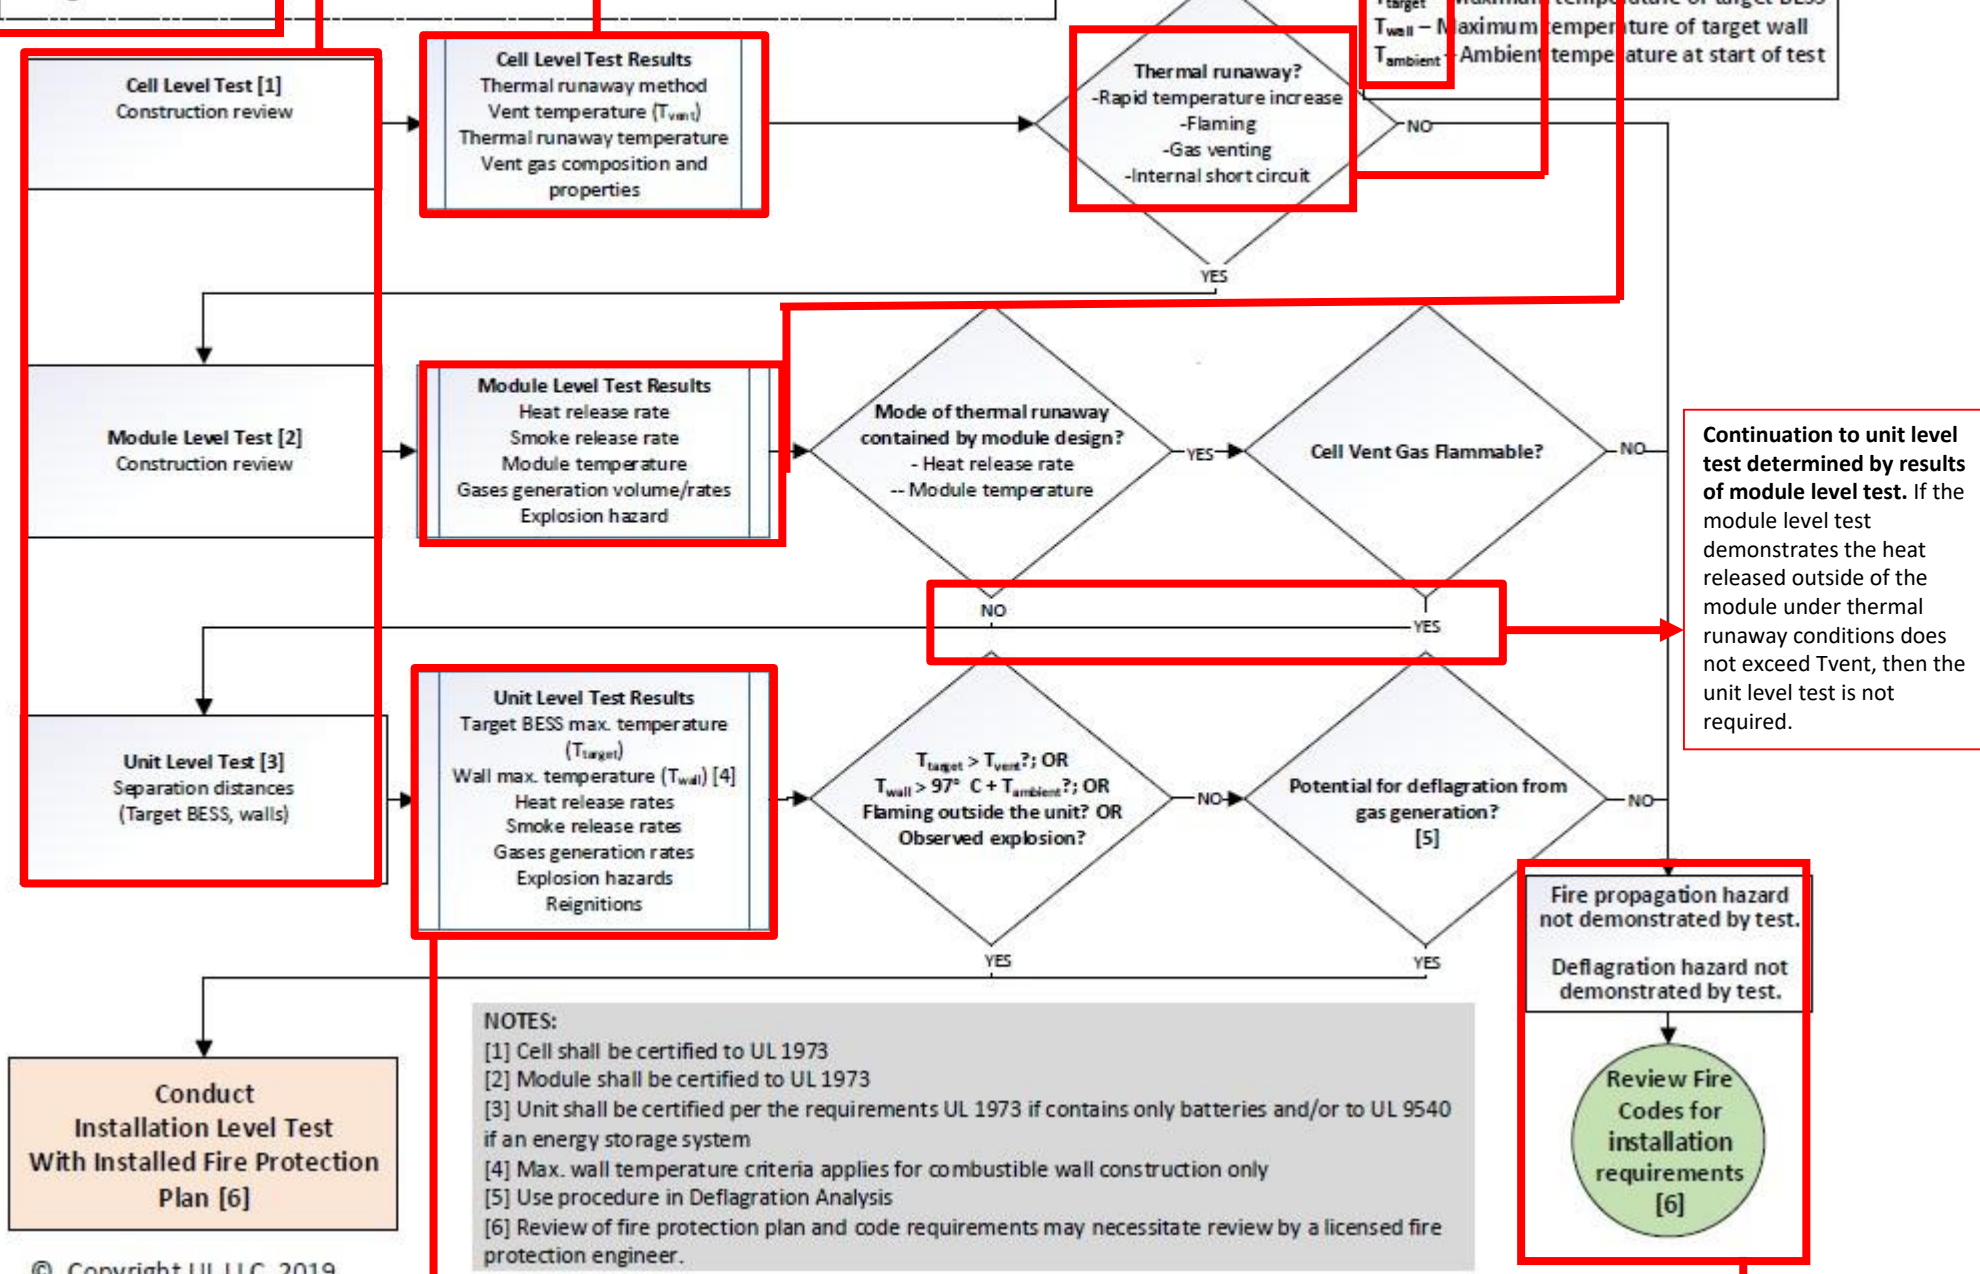 T target – Maximum temperature of target BESS
T wall – Maximum temperature of target wall
T ambient – Ambient temperature at start of test
Cell Level Test [1]
Construction review
Cell Level Test Results
Thermal runaway method
Vent temperature (Tvent)
Thermal runaway temperature
Vent gas composition and
properties
Thermal runaway?
-Rapid temperature increase
-Flaming
-Gas venting
-Internal short circuit
NO
YES
Module Level Test [2]
Construction review
Module Level Test Results
Heat release rate
Smoke release rate
Module temperature
Gases generation volume/rates
Explosion hazard
Mode of thermal runaway
contained by module design?
- Heat release rate
-- Module temperature
YES
Cell Vent Gas Flammable?
NO
Continuation to unit level
test determined by results
of module level test. If the
module level test
demonstrates the heat
released outside of the
module under thermal
runaway conditions does
not exceed Tvent, then the
unit level test is not
required.
NO
YES
Unit Level Test [3]
Separation distances
(Target BESS, walls)
Unit Level Test Results
Target BESS max. temperature
(Ttarget)
Wall max. temperature (Twall) [4]
Heat release rates
Smoke release rates
Gases generation rates
Explosion hazards
Reignitions
Ttarget > Tvent?; OR
Twall > 97° C + Tambient?; OR
Flaming outside the unit? OR
Observed explosion?
NO
Potential for deflagration from
gas generation?
[5]
NO
YES
YES
Fire propagation hazard
not demonstrated by test.
Deflagration hazard not
demonstrated by test.
Review Fire
Codes for
installation
requirements
[6]
Conduct
Installation Level Test
With Installed Fire Protection
Plan [6]
NOTES:
[1] Cell shall be certified to UL 1973
[2] Module shall be certified to UL 1973
[3] Unit shall be certified per the requirements UL 1973 if contains only batteries and/or to UL 9540
if an energy storage system
[4] Max. wall temperature criteria applies for combustible wall construction only
[5] Use procedure in Deflagration Analysis
[6] Review of fire protection plan and code requirements may necessitate review by a licensed fire
protection engineer.
© Copyright UL LLC, 2019